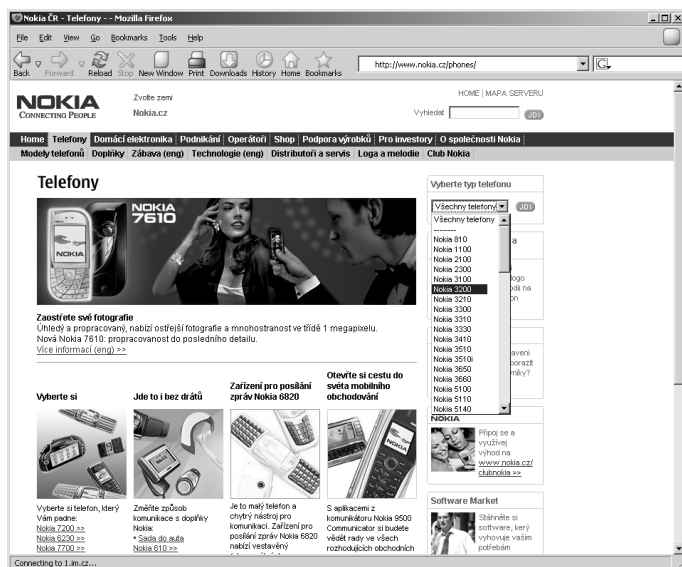 Nokia ČR - Telefony - - Mozilla Firefox
File Edit View Go Bookmarks Tools Help
Back Forward Reload Stop New Window Print Downloads History Home Bookmarks http://www.nokia.cz/phones/ G
NOKIA
CONNECTING PEOPLE
Zvolte zemi
Nokia.cz
HOME | MAPA SERVERU
Vyhledat JDI
Home Telefony Domácí elektronika Podnikání Operátoři Shop Podpora výrobků Pro investory O společnosti Nokia
Modely telefonů Doplňky Zábava (eng) Technologie (eng) Distributoři a servis Loga a melodie Club Nokia
Telefony
NOKIA
7610
NOKIA
Zaostřete své fotografie
Úhledý a propracovaný, nabízí ostřejší fotografie a mnohostranost ve třídě 1 megapixelu.
Nová Nokia 7610: propracovanost do posledního detailu.
Více informací (eng) >>
Vyberte si
Vyberte si telefon, který
Vám padne:
Nokia 7200 >>
Nokia 6230 >>
Nokia 7700 >>
Jde to i bez drátů
Změňte způsob
komunikace s doplňky
Nokia:
• Sada do auta
Nokia 610 >>
Zařízení pro posílání
zpráv Nokia 6820
Je to malý telefon a
chytrý nástroj pro
komunikaci. Zařízení pro
posílání zpráv Nokia 6820
nabízí vestavěný
Otevřte si cestu do
světa mobilního
obchodování
S aplikacemi z
komunikátoru Nokia 9500
Communicator si budete
vědět rady ve všech
rozhodujících obchodních
Vyberte typ telefonu
Všechny telefony JDI
Všechny telefony
--------
Nokia 810
Nokia 1100
Nokia 2100
Nokia 2300
Nokia 3100
Nokia 3200
Nokia 3210
Nokia 3300
Nokia 3310
Nokia 3330
Nokia 3410
Nokia 3510
Nokia 3510i
Nokia 3650
Nokia 3660
Nokia 5100
Nokia 5110
Nokia 5140
NOKIA
Připoj se a
využívej
výhod na
www.nokia.cz/
clubnokia >>
Software Market
Stáhněte si
software, který
vyhovuje vašim
potřebám
Connecting to 1.im.cz...